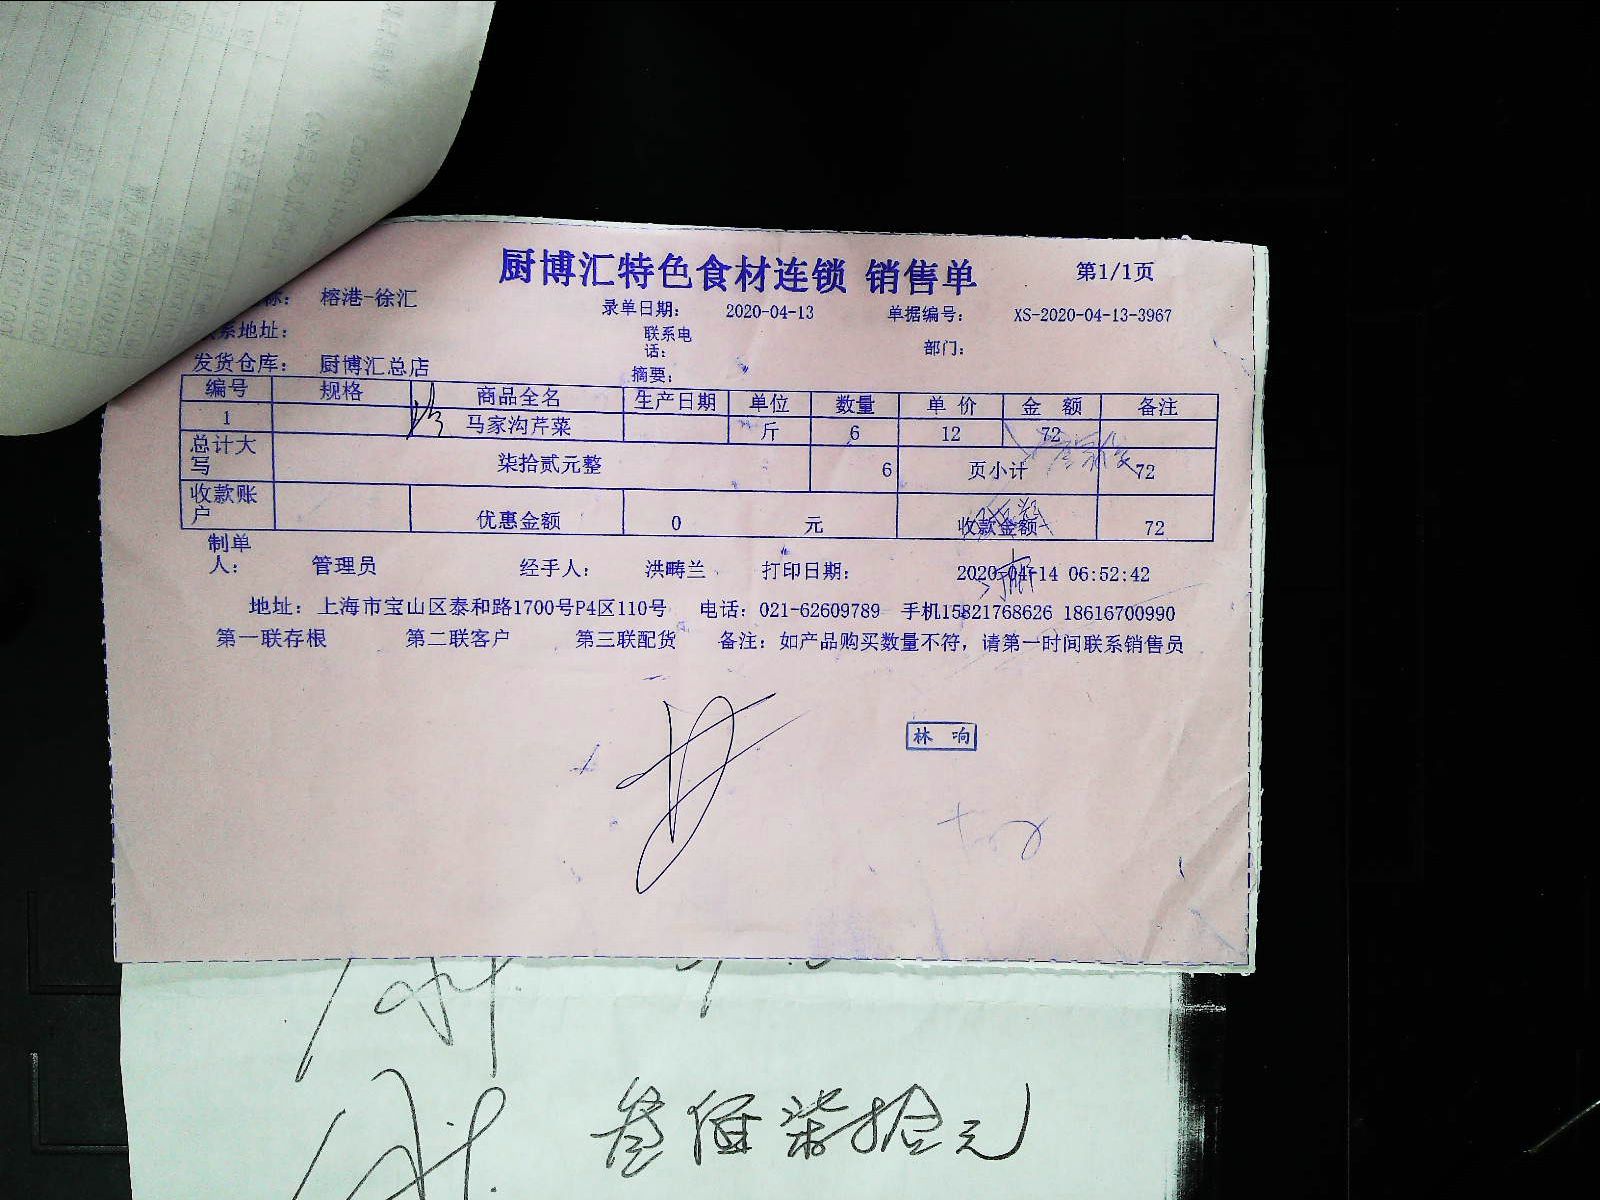 厨博汇特色食材连锁 销售单 第1/1页
称： 榕港-徐汇 录单日期： 2020-04-13 单据编号： XS-2020-04-13-3967
系地址： 联系电话： 部门：
发货仓库： 厨博汇总店 摘要：
编号 规格 商品全名 生产日期 单位 数量 单价 金额 备注
1 马家沟芹菜 斤 6 12 72
总计大写 柒拾贰元整 6 页小计 72
收款账户 优惠金额 0 元 收款金额 72
制单人： 管理员 经手人： 洪畴兰 打印日期： 2020-04-14 06:52:42
地址：上海市宝山区泰和路1700号P4区110号 电话：021-62609789 手机15821768626 18616700990
第一联存根 第二联客户 第三联配货 备注：如产品购买数量不符，请第一时间联系销售员
林 响
叁佰柒拾元